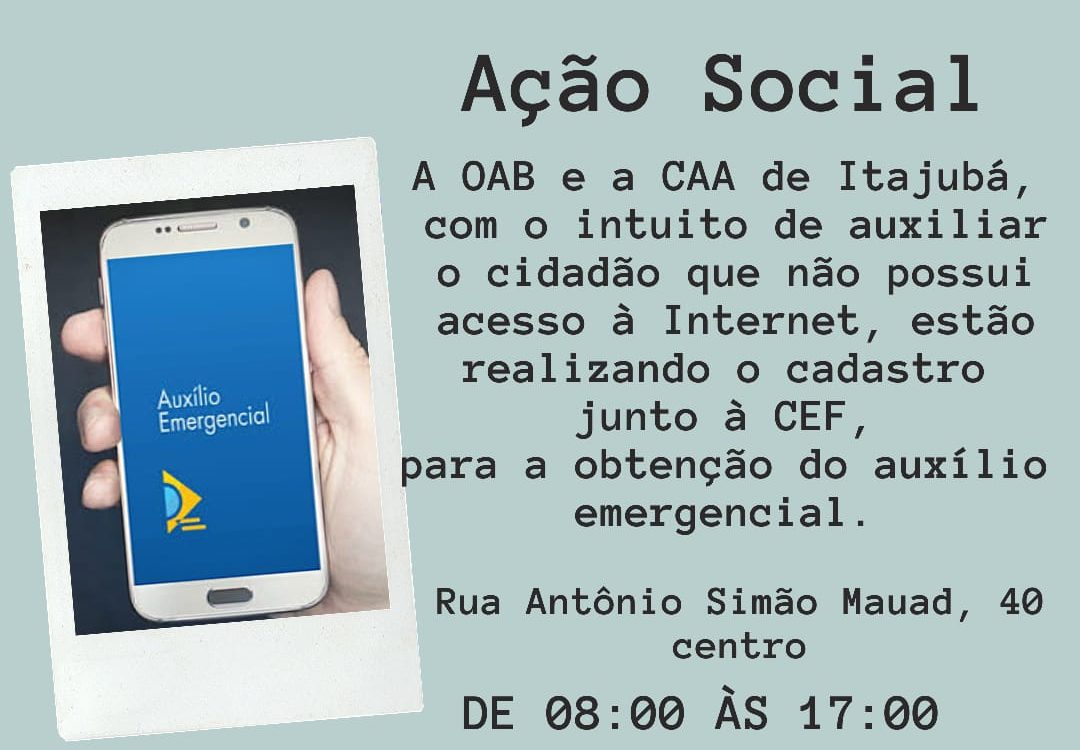 Ação Social
A OAB e a CAA de Itajubá,
com o intuito de auxiliar
o cidadão que não possui
acesso à Internet, estão
realizando o cadastro
junto à CEF,
para a obtenção do auxílio
emergencial.
Auxílio
Emergencial
Rua Antônio Simão Mauad, 40
centro
DE 08:00 ÀS 17:00